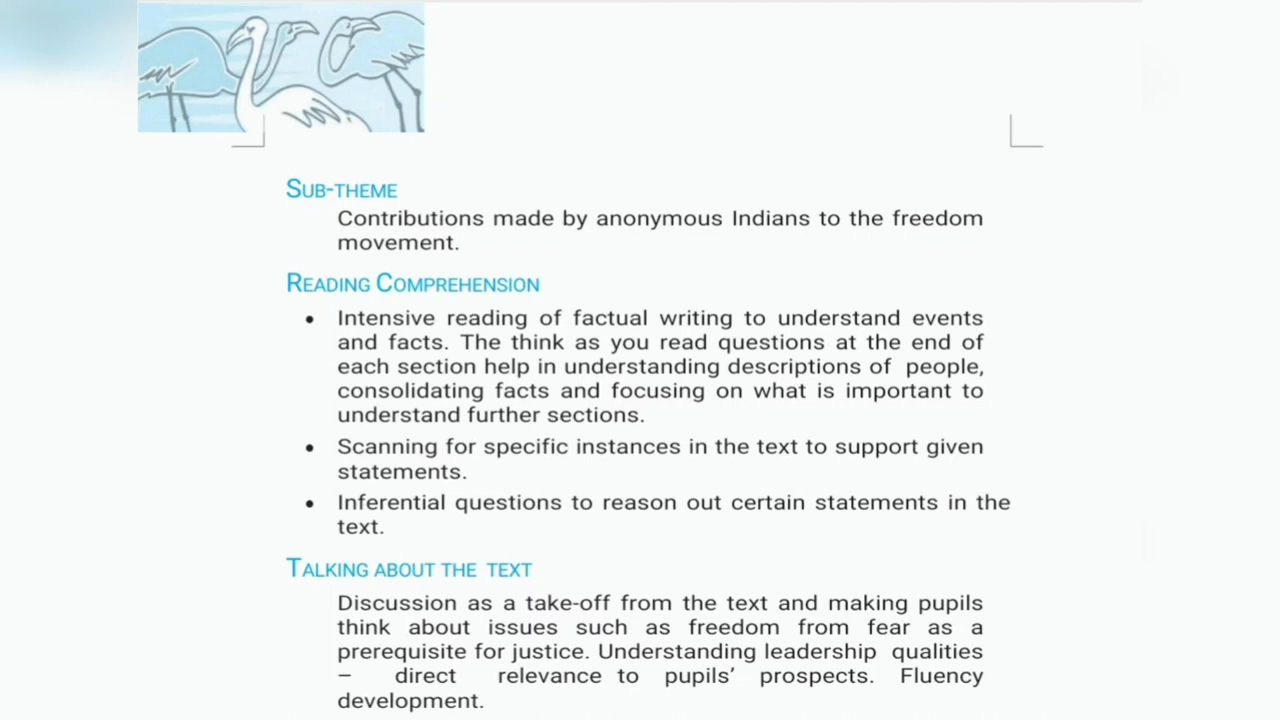 SUB-THEME
Contributions made by anonymous Indians to the freedom
movement.
READING COMPREHENSION
• Intensive reading of factual writing to understand events
and facts. The think as you read questions at the end of
each section help in understanding descriptions of people,
consolidating facts and focusing on what is important to
understand further sections.
• Scanning for specific instances in the text to support given
statements.
• Inferential questions to reason out certain statements in the
text.
TALKING ABOUT THE TEXT
Discussion as a take-off from the text and making pupils
think about issues such as freedom from fear as a
prerequisite for justice. Understanding leadership qualities
– direct relevance to pupils’ prospects. Fluency
development.